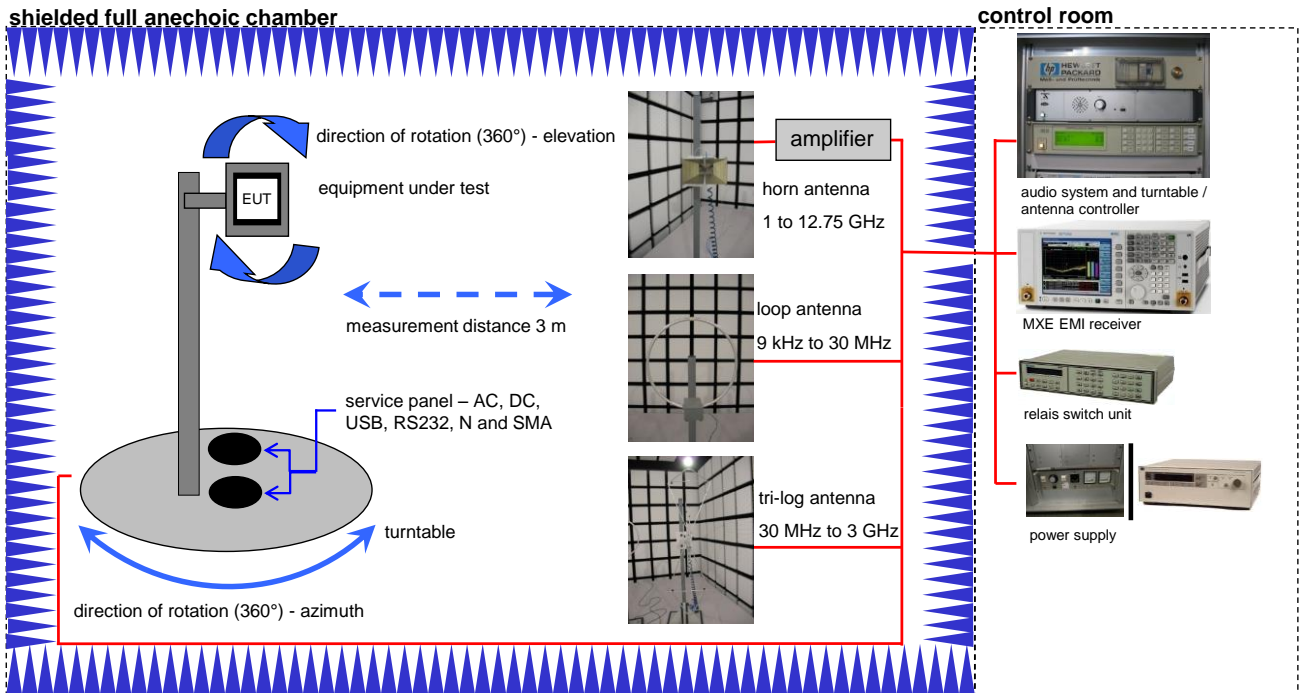 shielded full anechoic chamber
control room
direction of rotation (360°) - elevation
equipment under test
EUT
measurement distance 3 m
service panel – AC, DC,
USB, RS232, N and SMA
turntable
direction of rotation (360°) - azimuth
amplifier
horn antenna
1 to 12.75 GHz
loop antenna
9 kHz to 30 MHz
tri-log antenna
30 MHz to 3 GHz
hp
HEWLETT
PACKARD
audio system and turntable /
antenna controller
MXE EMI receiver
relais switch unit
power supply